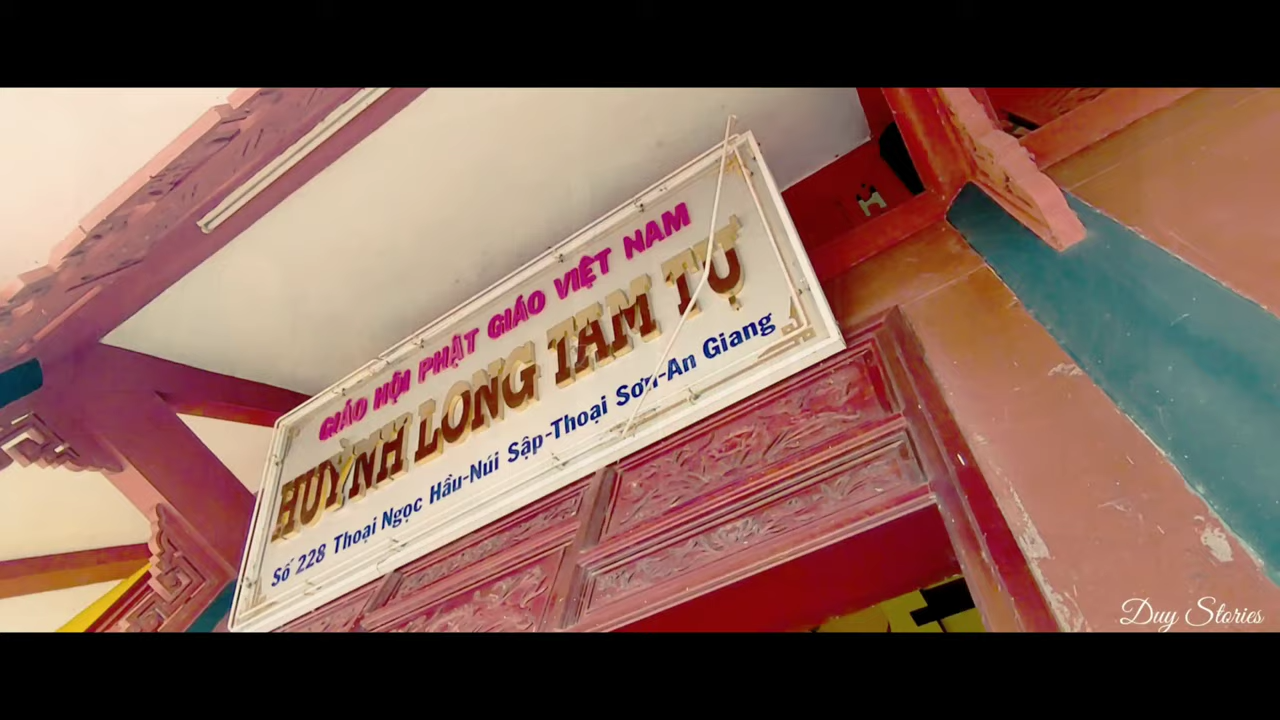 GIÁO HỘI PHẬT GIÁO VIỆT NAM
HUỲNH LONG TAM TỰ
Số 228 Thoại Ngọc Hầu-Núi Sập-Thoại Sơn-An Giang
Duy Stories